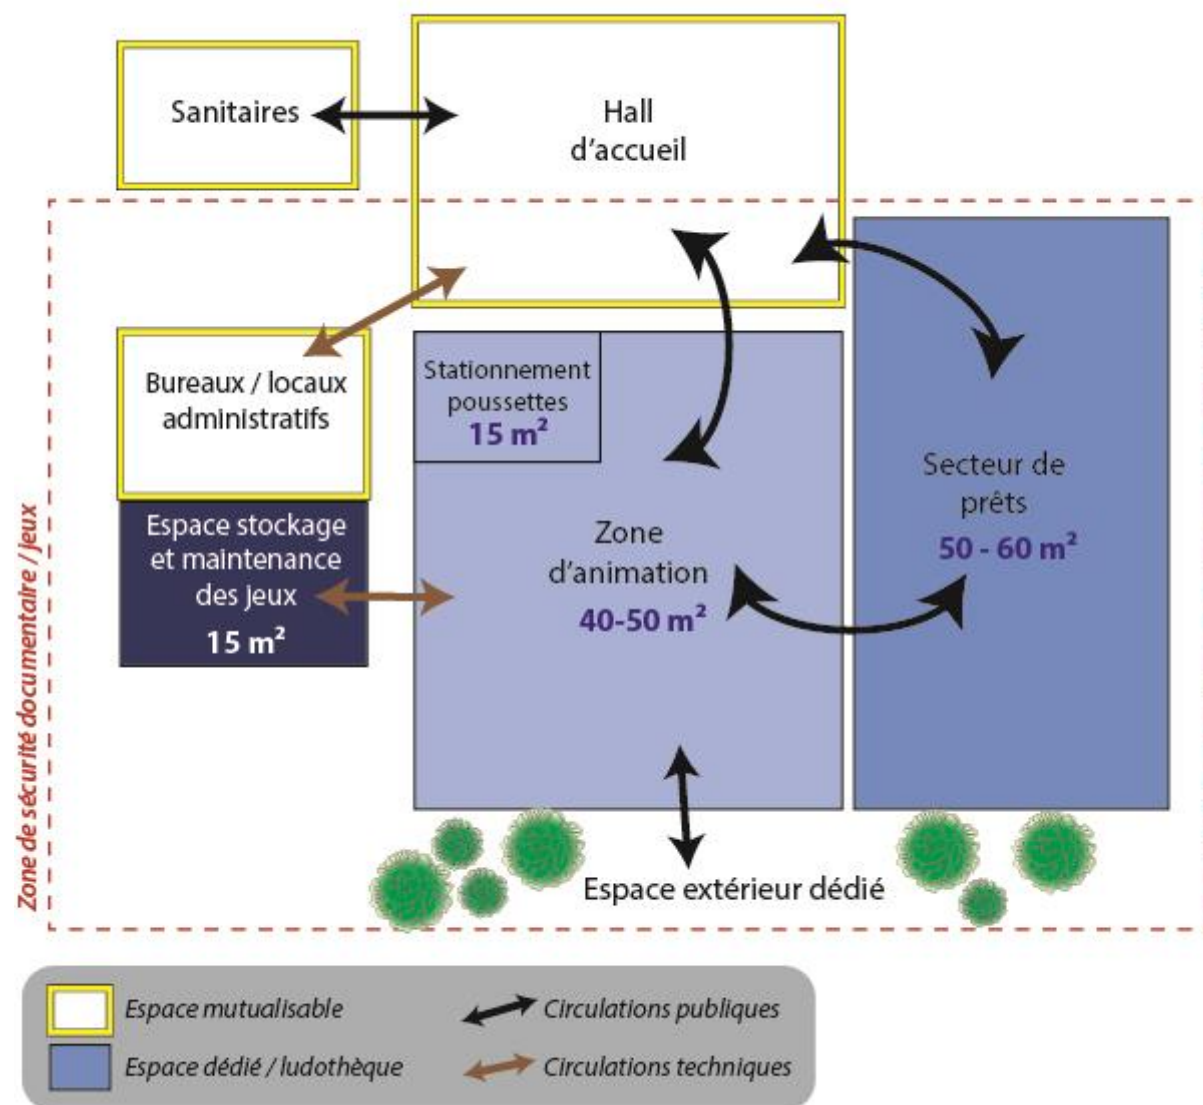 Sanitaires
Hall
d'accueil
Bureaux / locaux
administratifs
Stationnement
poussettes
15 m²
Secteur de
prêts
50 - 60 m²
Espace stockage
et maintenance
des jeux
15 m²
Zone
d'animation
40-50 m²
Zone de sécurité documentaire / jeux
Espace extérieur dédié
Espace mutualisable
Circulations publiques
Espace dédié / ludothèque
Circulations techniques